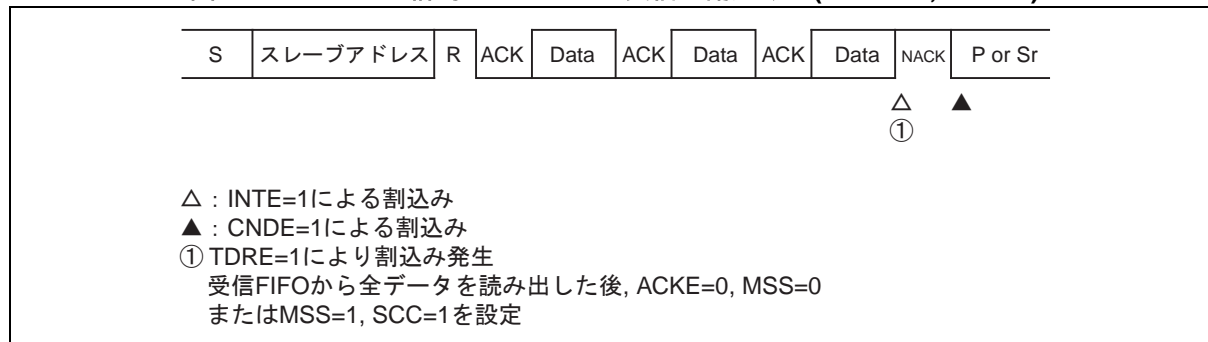 S スレーブアドレス R ACK Data ACK Data ACK Data NACK P or Sr
△ ▲
①
△ : INTE=1による割込み
▲ : CNDE=1による割込み
① TDRE=1により割込み発生
受信FIFOから全データを読み出した後, ACKE=0, MSS=0
またはMSS=1, SCC=1を設定